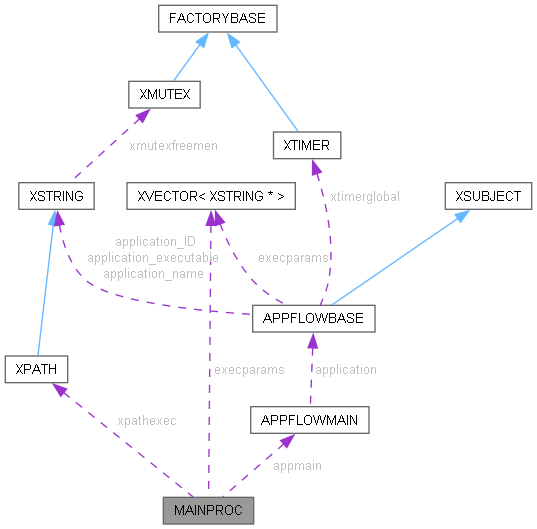 FACTORYBASE
XMUTEX
xmutexfreemen
XTIMER
XSTRING
XVECTOR< XSTRING * >
xtimerglobal
XSUBJECT
application_ID
application_executable
application_name
execparams
APPFLOWBASE
XPATH
execparams
application
xpathexec
APPFLOWMAIN
appmain
MAINPROC